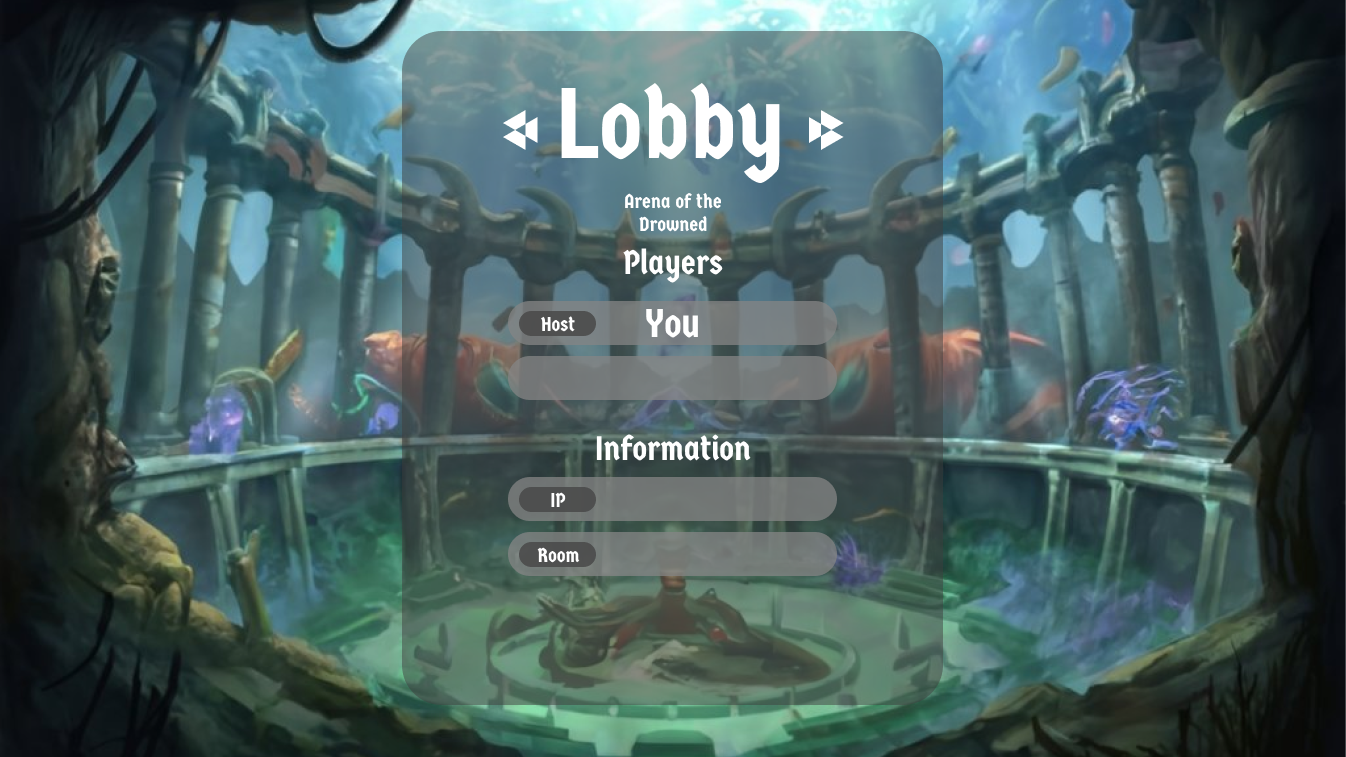 Lobby
Arena of the
Drowned
Players
Host You
Information
IP
Room